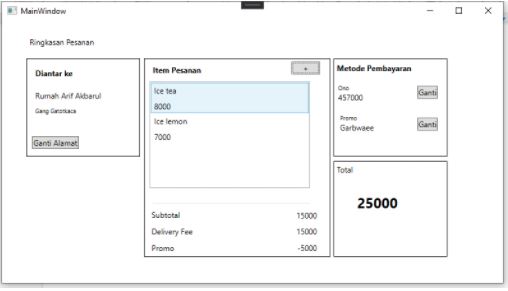 MainWindow
Ringkasan Pesanan
Diantar ke
Rumah Arif Akbarul
Gang Gatotkaca
Ganti Alamat
Item Pesanan
+
Ice tea
8000
Ice lemon
7000
Subtotal 15000
Delivery Fee 15000
Promo -5000
Metode Pembayaran
Ono
457000
Ganti
Promo
Garbwaee
Ganti
Total
25000